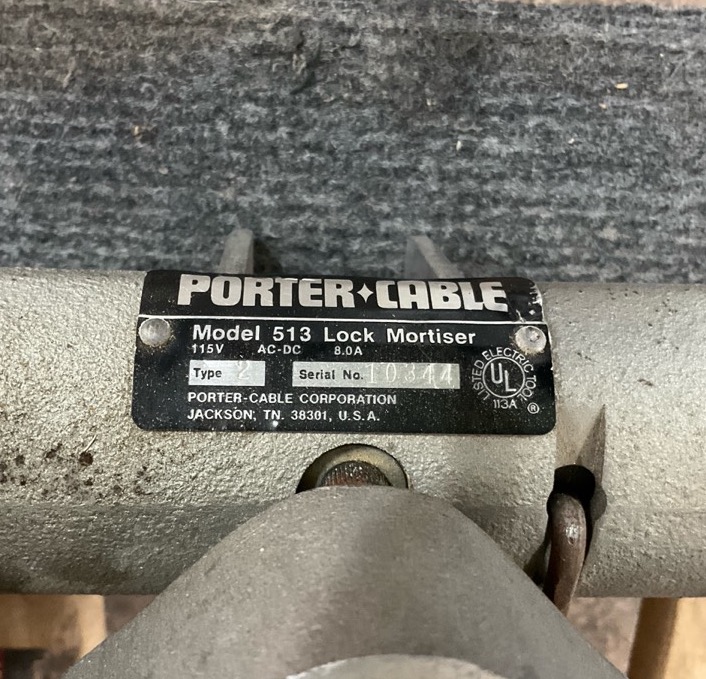 PORTER✦CABLE
Model 513 Lock Mortiser
115V AC-DC 8.0A
Type 2 Serial No. 10344
PORTER-CABLE CORPORATION
JACKSON, TN. 38301, U.S.A.
LISTED ELECTRIC TOOL
UL
113A
®